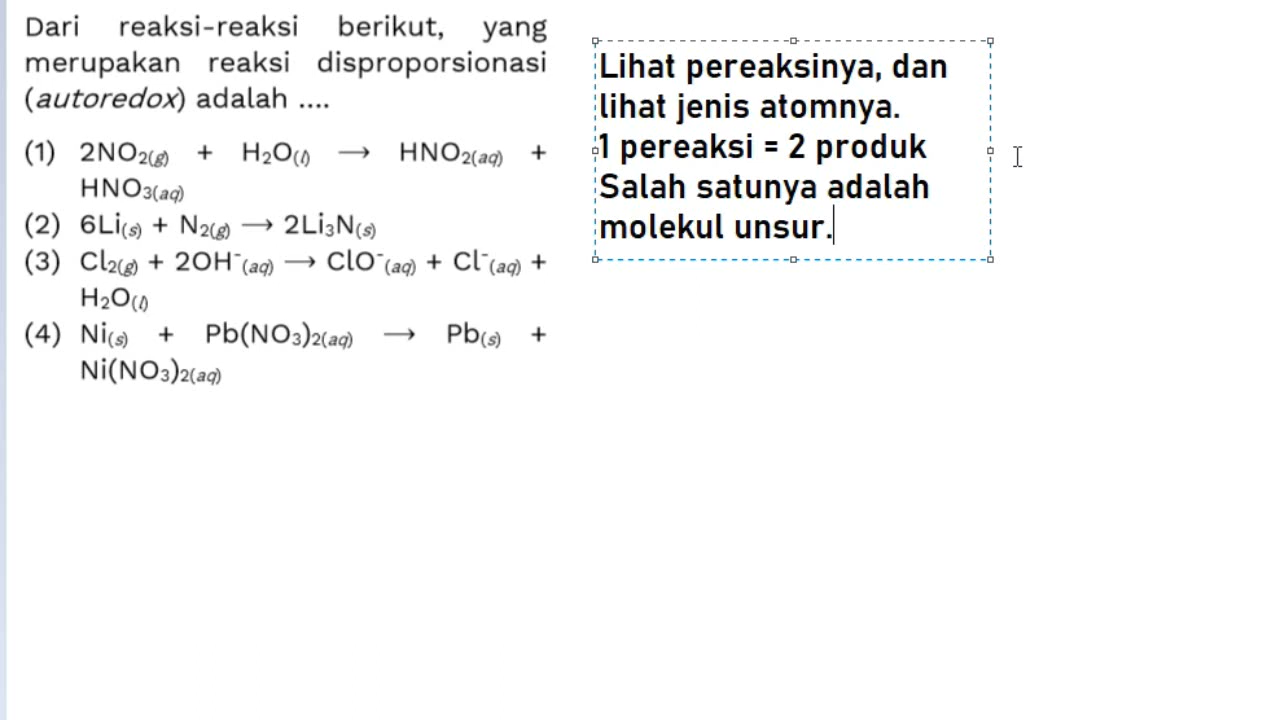 Dari reaksi-reaksi berikut, yang
merupakan reaksi disproporsionasi
(autoredox) adalah ....
(1) 2NO₂(g) + H₂O(l) ⟶ HNO₂(aq) +
HNO₃(aq)
(2) 6Li(s) + N₂(g) ⟶ 2Li₃N(s)
(3) Cl₂(g) + 2OH⁻(aq) ⟶ ClO⁻(aq) + Cl⁻(aq) +
H₂O(l)
(4) Ni(s) + Pb(NO₃)₂(aq) ⟶ Pb(s) +
Ni(NO₃)₂(aq)
Lihat pereaksinya, dan
lihat jenis atomnya.
1 pereaksi = 2 produk
Salah satunya adalah
molekul unsur.